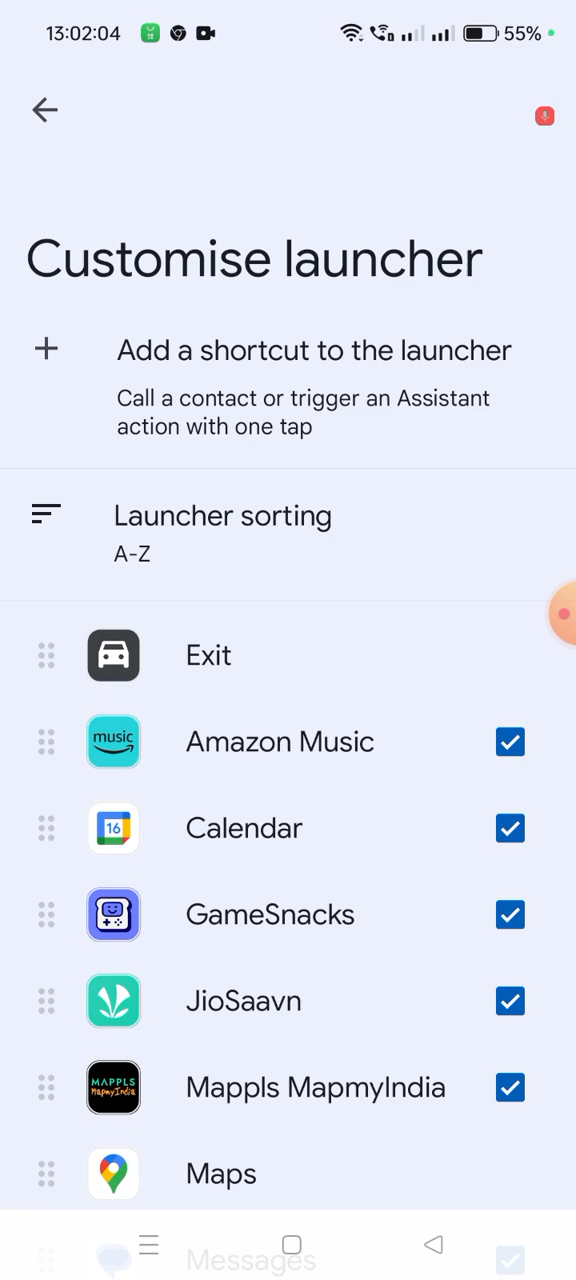 13:02:04
55%
Customise launcher
Add a shortcut to the launcher
Call a contact or trigger an Assistant
action with one tap
Launcher sorting
A-Z
Exit
music
Amazon Music
16
Calendar
GameSnacks
JioSaavn
MAPPLS
MapmyIndia
Mappls MapmyIndia
Maps
Messages